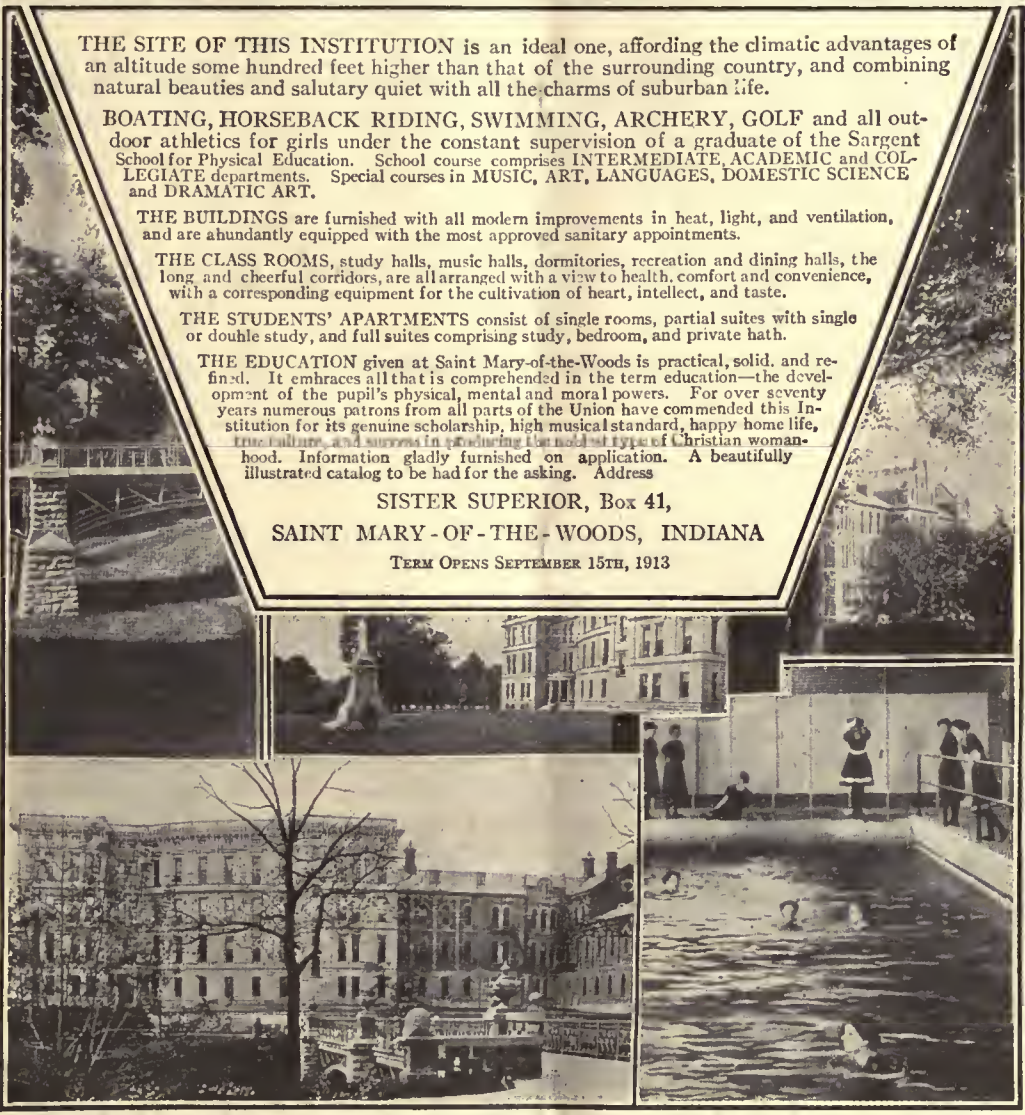 THE SITE OF THIS INSTITUTION is an ideal one, affording the climatic advantages of
an altitude some hundred feet higher than that of the surrounding country, and combining
natural beauties and salutary quiet with all the charms of suburban life.
BOATING, HORSEBACK RIDING, SWIMMING, ARCHERY, GOLF and all out-
door athletics for girls under the constant supervision of a graduate of the Sargent
School for Physical Education. School course comprises INTERMEDIATE, ACADEMIC and COL-
LEGIATE departments. Special courses in MUSIC, ART, LANGUAGES, DOMESTIC SCIENCE
and DRAMATIC ART.
THE BUILDINGS are furnished with all modern improvements in heat, light, and ventilation,
and are abundantly equipped with the most approved sanitary appointments.
THE CLASS ROOMS, study halls, music halls, dormitories, recreation and dining halls, the
long and cheerful corridors, are all arranged with a view to health, comfort and convenience,
with a corresponding equipment for the cultivation of heart, intellect, and taste.
THE STUDENTS' APARTMENTS consist of single rooms, partial suites with single
or double study, and full suites comprising study, bedroom, and private bath.
THE EDUCATION given at Saint Mary-of-the-Woods is practical, solid, and re-
fined. It embraces all that is comprehended in the term education—the devel-
opment of the pupil's physical, mental and moral powers. For over seventy
years numerous patrons from all parts of the Union have commended this In-
stitution for its genuine scholarship, high musical standard, happy home life,
true culture, and success in producing the noblest type of Christian woman-
hood. Information gladly furnished on application. A beautifully
illustrated catalog to be had for the asking. Address
SISTER SUPERIOR, Box 41,
SAINT MARY-OF-THE-WOODS, INDIANA
TERM OPENS SEPTEMBER 15TH, 1913